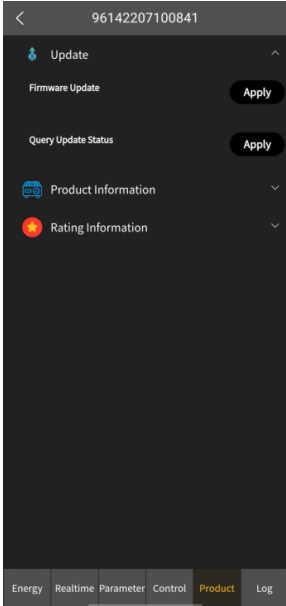 96142207100841
Update
Firmware Update
Apply
Query Update Status
Apply
Product Information
Rating Information
Energy Realtime Parameter Control Product Log